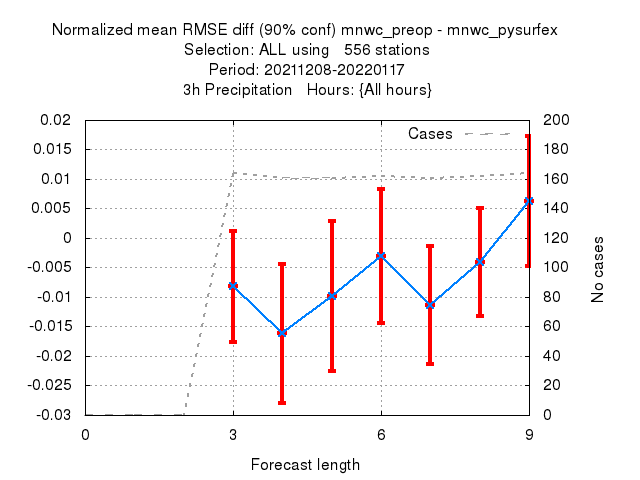 Normalized mean RMSE diff (90% conf) mnwc_preop - mnwc_pysurfex
Selection: ALL using   556 stations
Period: 20211208-20220117
3h Precipitation   Hours: {All hours}
0.02
0.015
0.01
0.005
0
-0.005
-0.01
-0.015
-0.02
-0.025
-0.03
Cases
200
180
160
140
120
100
80
60
40
20
0
No cases
0 3 6 9
Forecast length